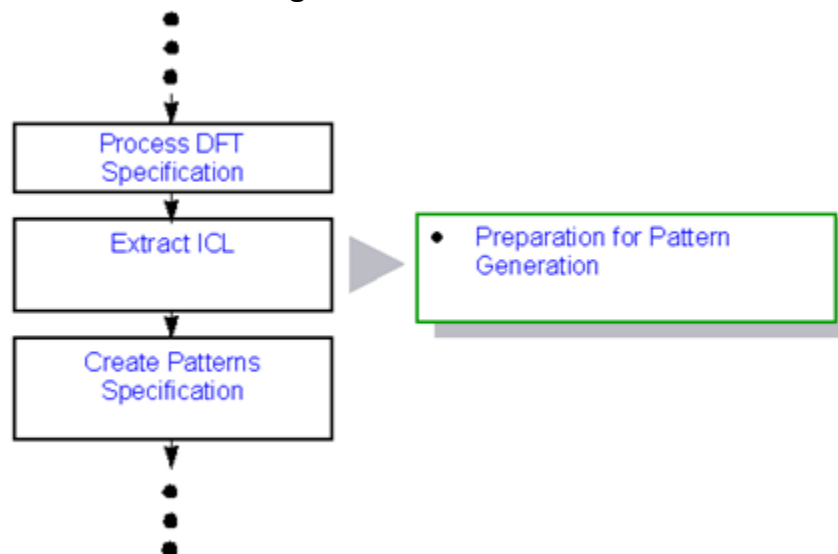 Process DFT
Specification
Extract ICL
• Preparation for Pattern
Generation
Create Patterns
Specification